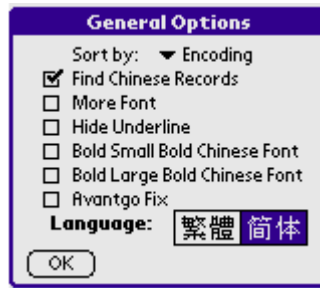 General Options
Sort by: Encoding
Find Chinese Records
More Font
Hide Underline
Bold Small Bold Chinese Font
Bold Large Bold Chinese Font
Avantgo Fix
Language: 繁體 简体
OK